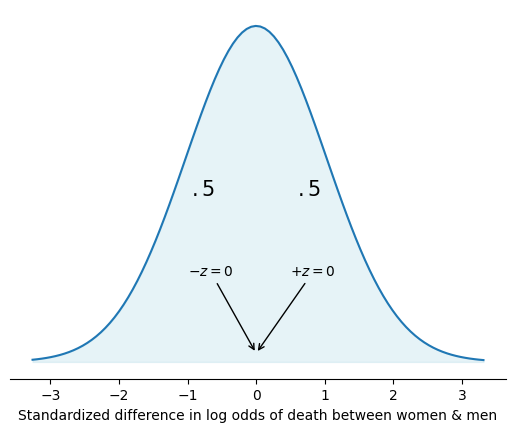 .5 .5
−z = 0 +z = 0
−3 −2 −1 0 1 2 3
Standardized difference in log odds of death between women & men